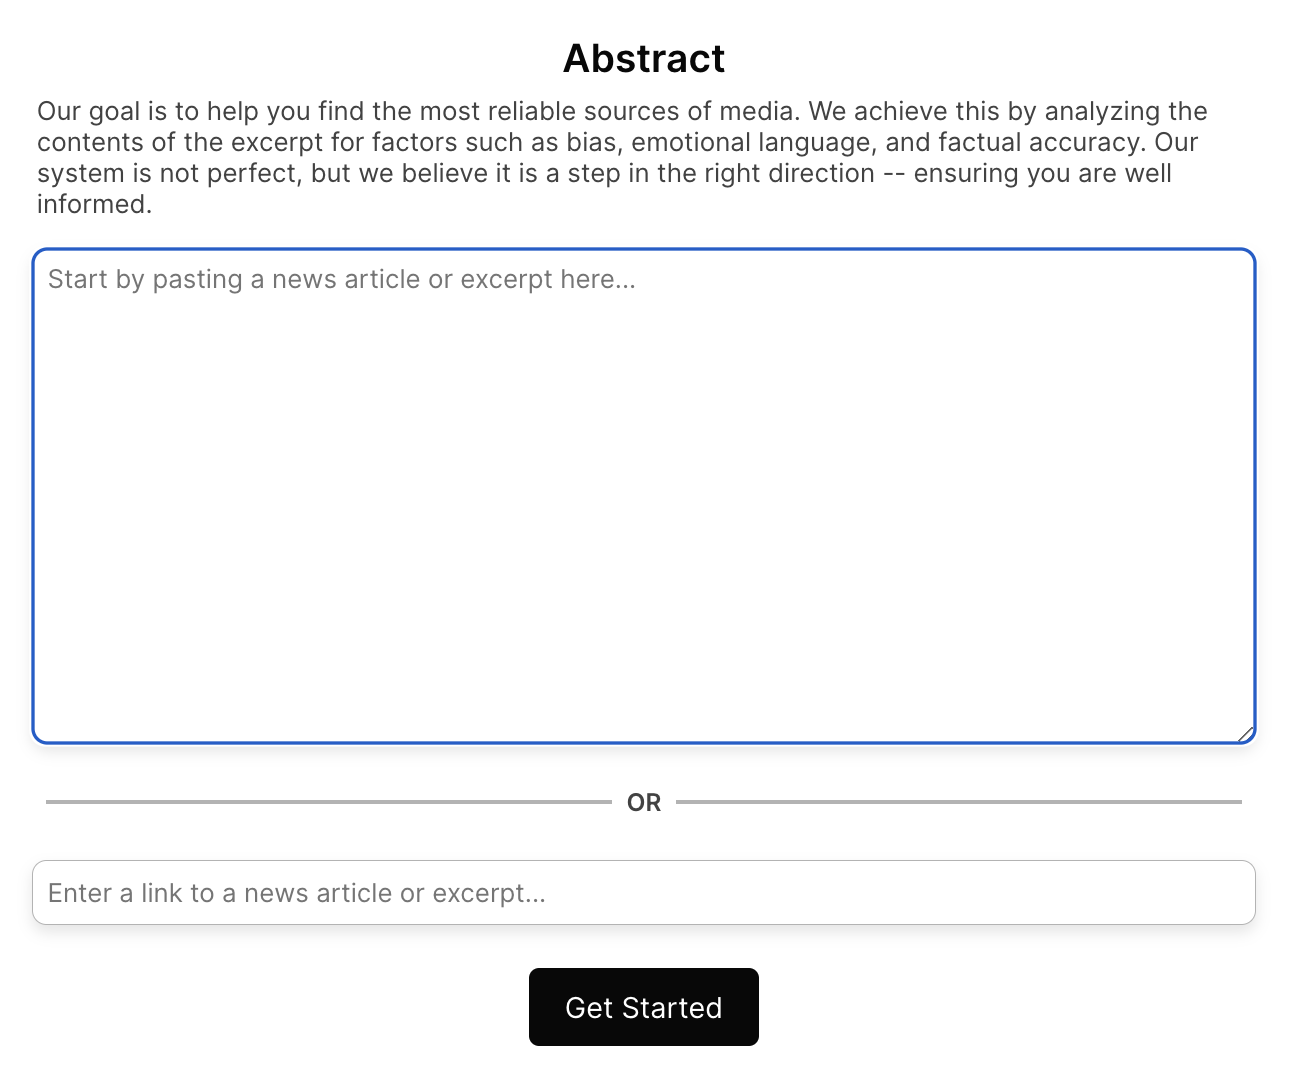 Abstract
Our goal is to help you find the most reliable sources of media. We achieve this by analyzing the
contents of the excerpt for factors such as bias, emotional language, and factual accuracy. Our
system is not perfect, but we believe it is a step in the right direction -- ensuring you are well
informed.
Start by pasting a news article or excerpt here...
OR
Enter a link to a news article or excerpt...
Get Started